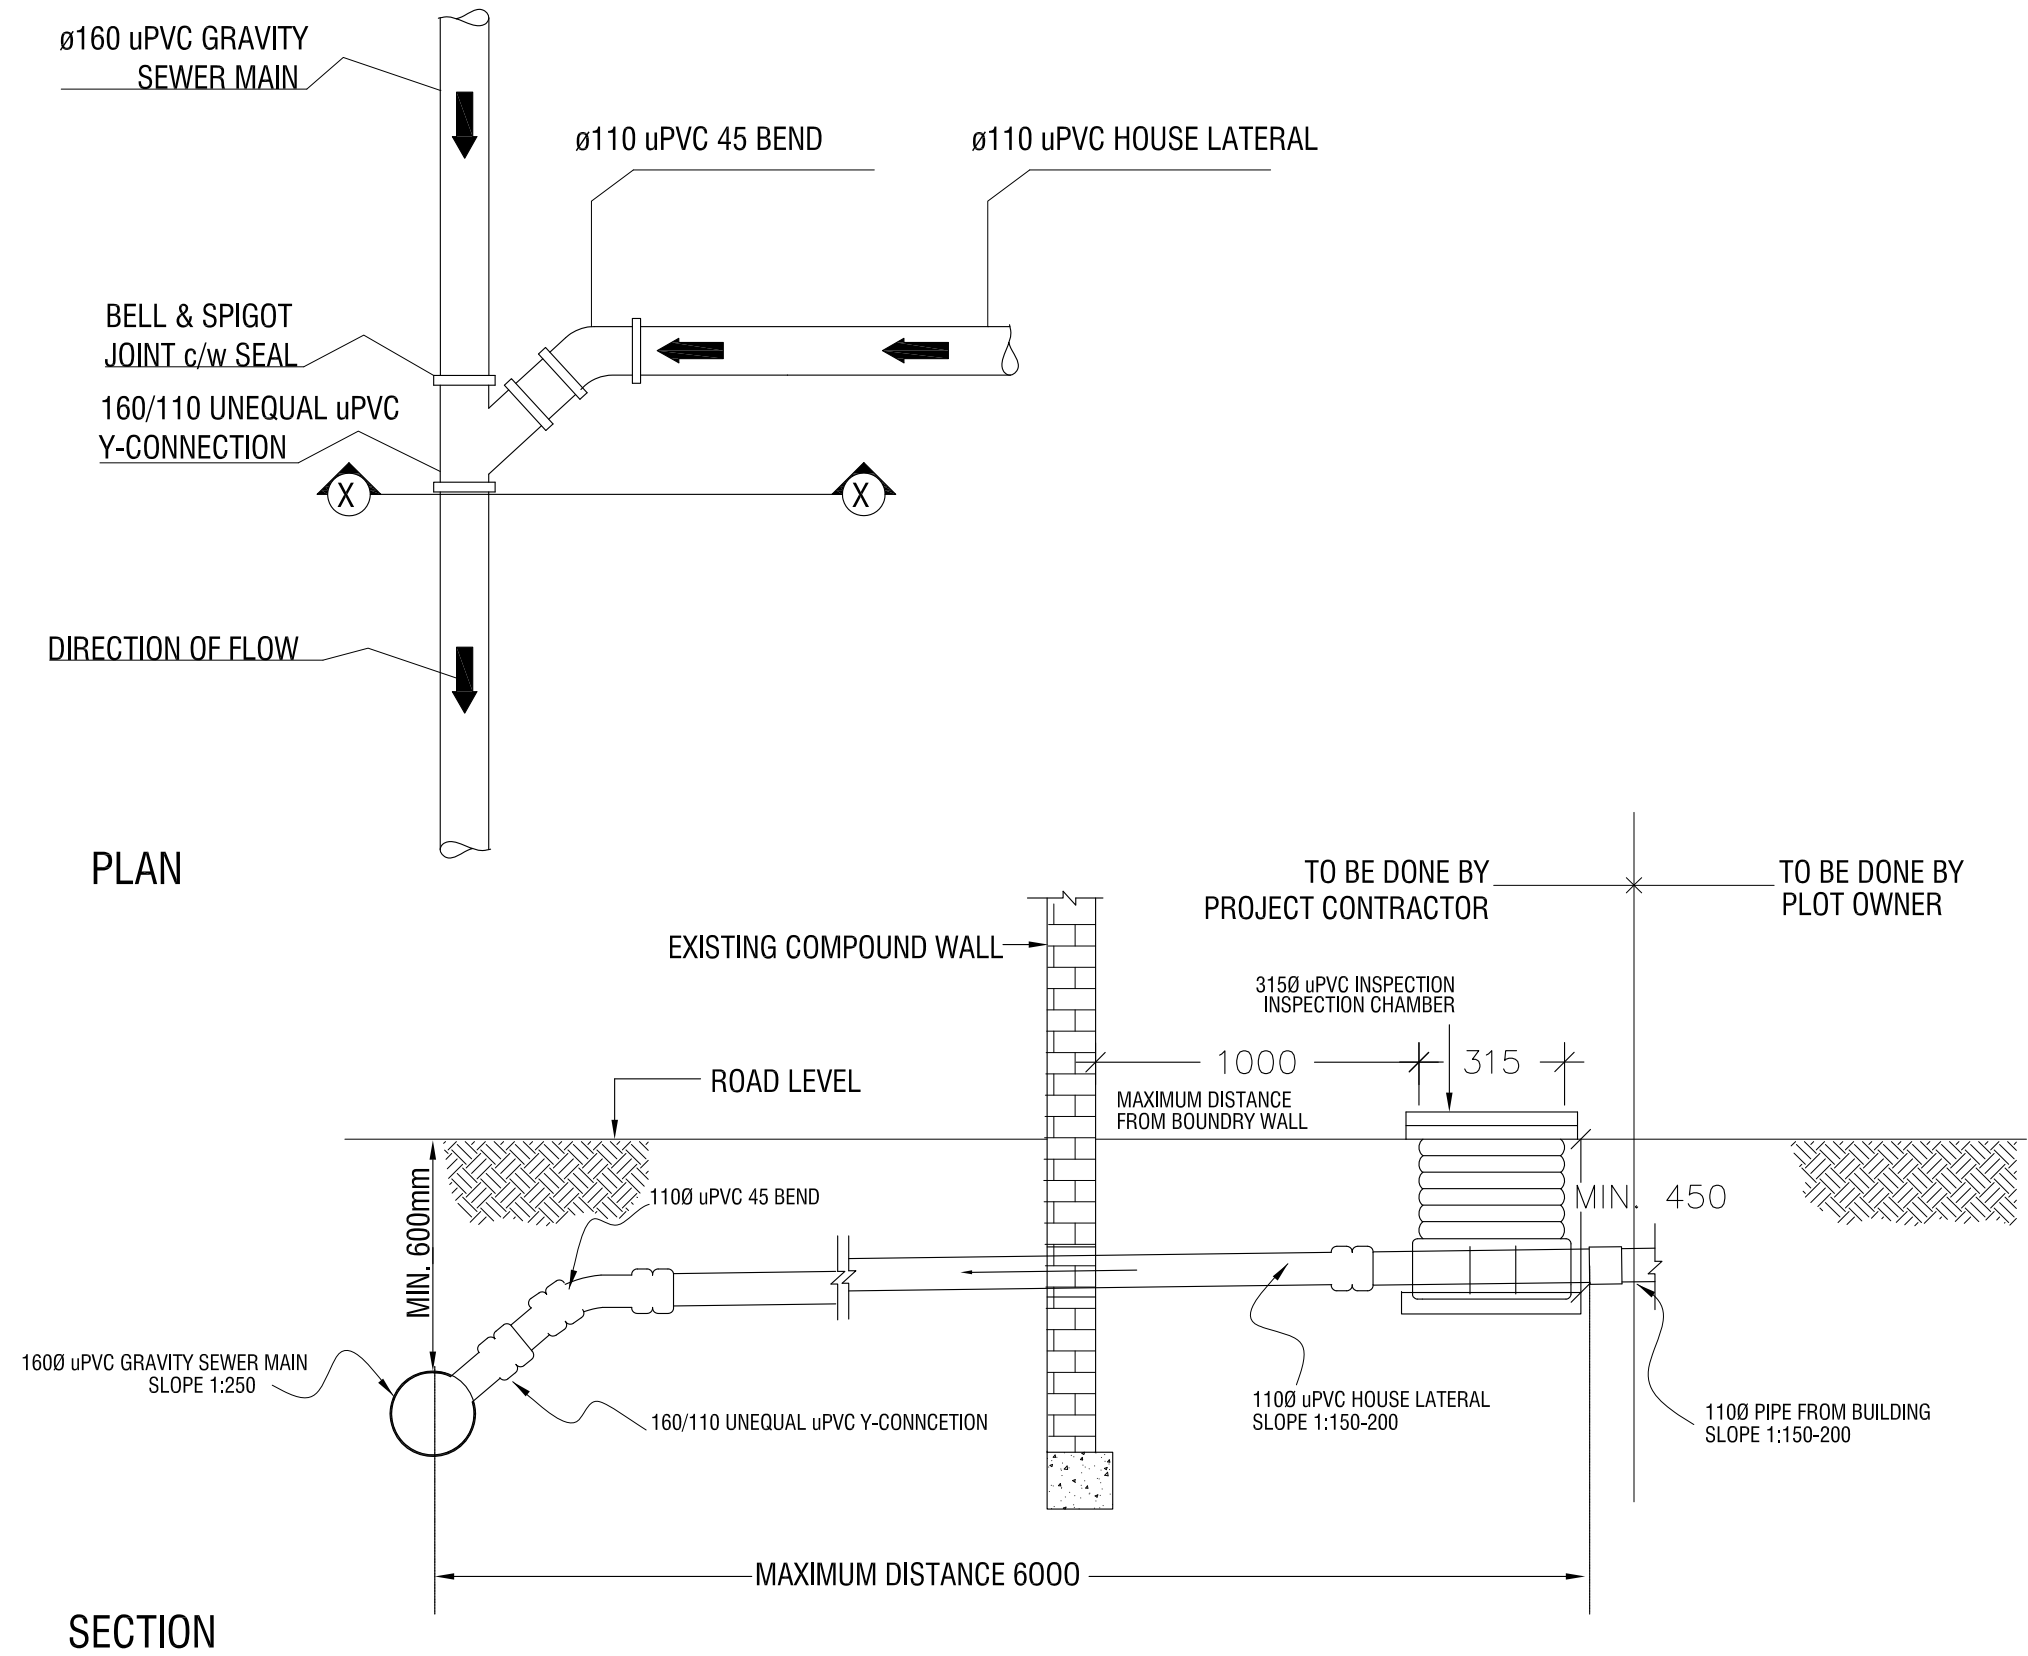 ø160 uPVC GRAVITY
SEWER MAIN
ø110 uPVC 45 BEND
ø110 uPVC HOUSE LATERAL
BELL & SPIGOT
JOINT c/w SEAL
160/110 UNEQUAL uPVC
Y-CONNECTION
X
X
DIRECTION OF FLOW
PLAN
TO BE DONE BY
PROJECT CONTRACTOR
TO BE DONE BY
PLOT OWNER
EXISTING COMPOUND WALL
315Ø uPVC INSPECTION
INSPECTION CHAMBER
1000
315
ROAD LEVEL
MAXIMUM DISTANCE
FROM BOUNDRY WALL
MIN. 600mm
110Ø uPVC 45 BEND
MIN. 450
160Ø uPVC GRAVITY SEWER MAIN
SLOPE 1:250
160/110 UNEQUAL uPVC Y-CONNCETION
110Ø uPVC HOUSE LATERAL
SLOPE 1:150-200
110Ø PIPE FROM BUILDING
SLOPE 1:150-200
MAXIMUM DISTANCE 6000
SECTION